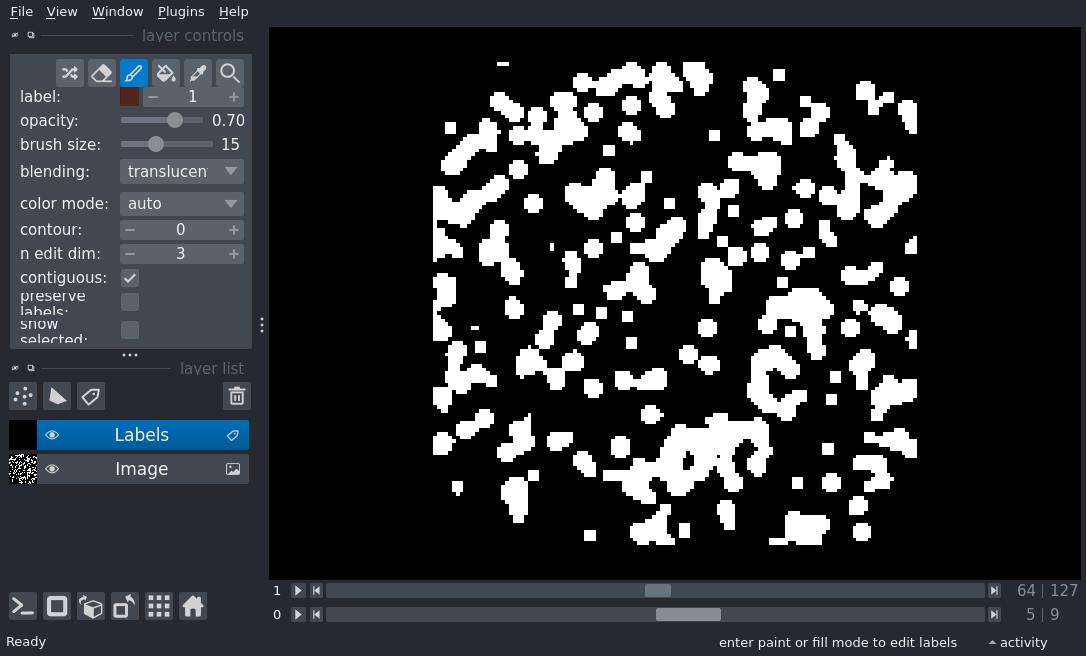 File View Window Plugins Help
layer controls
label: 1
opacity: 0.70
brush size: 15
blending: translucen
color mode: auto
contour: 0
n edit dim: 3
contiguous:
preserve
labels:
show
selected:
layer list
Labels
Image
1 64 127
0 5 9
Ready enter paint or fill mode to edit labels activity